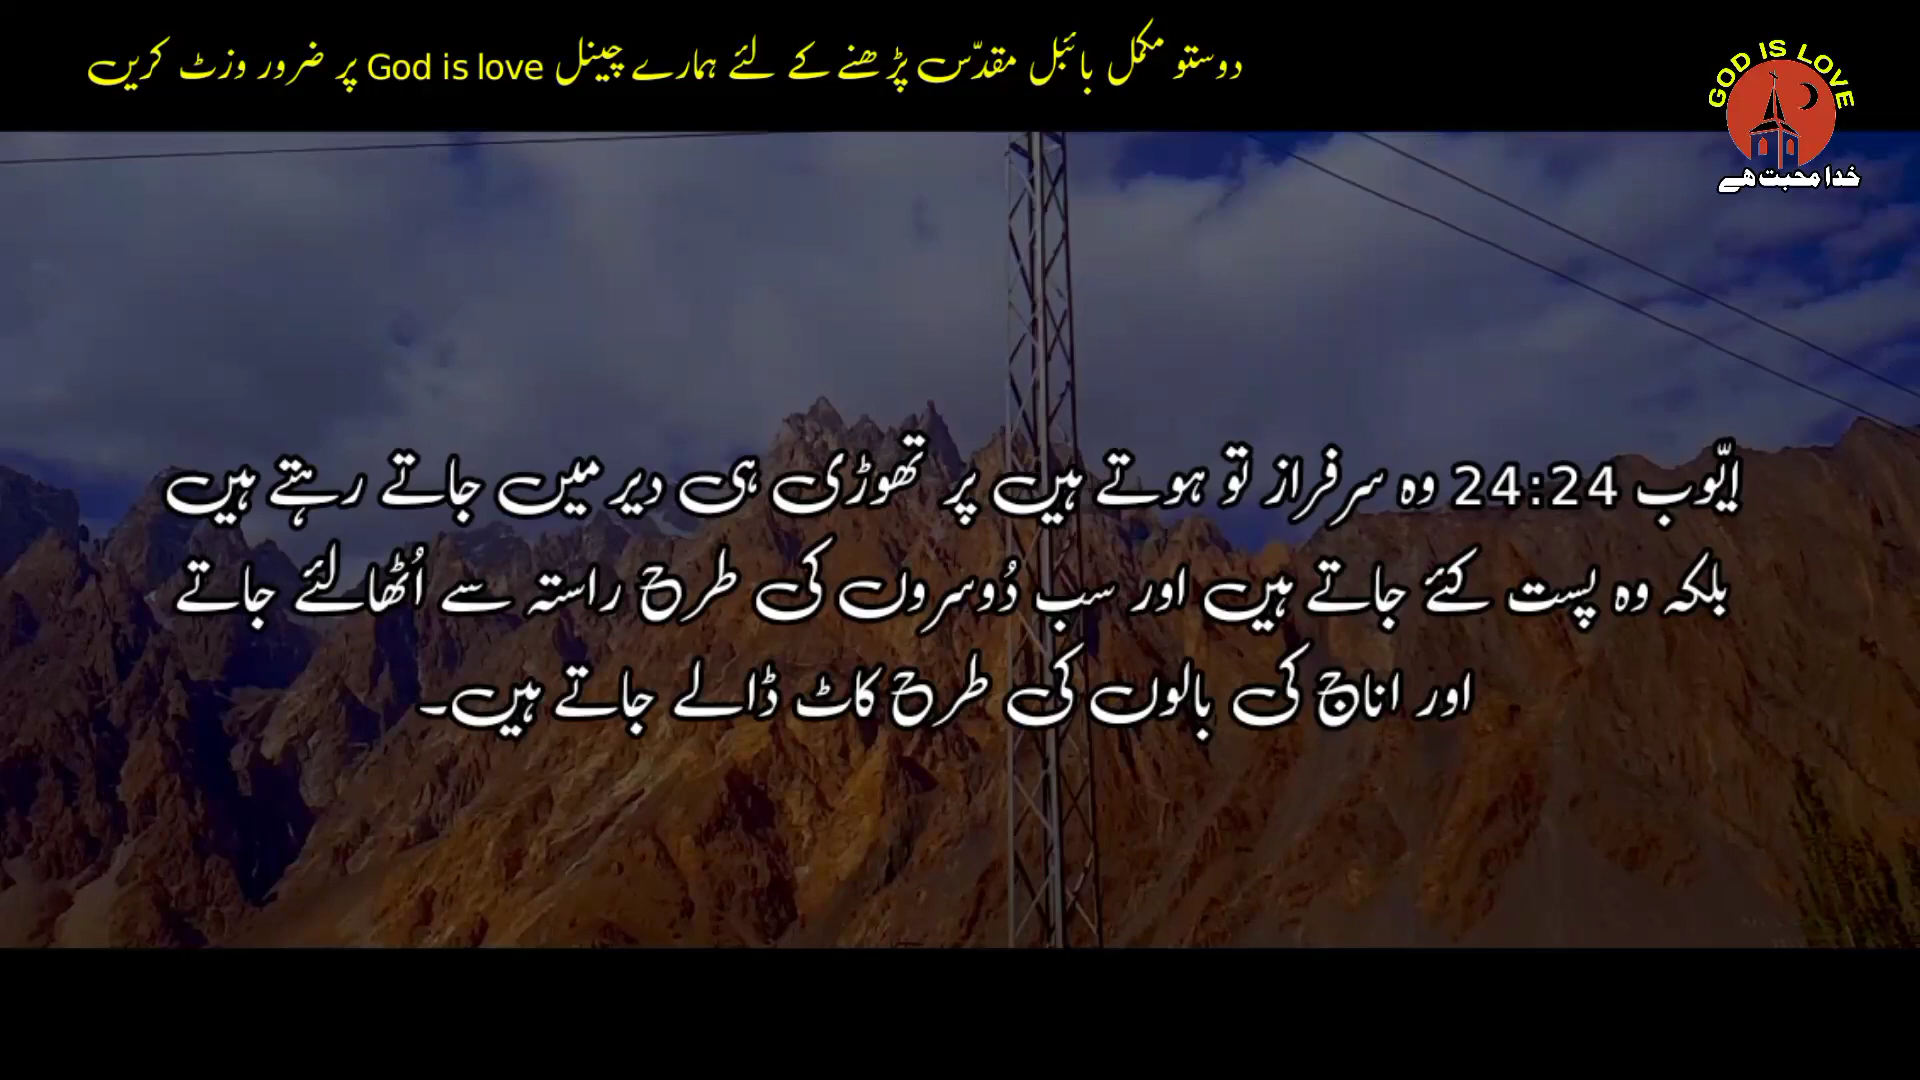 دوستو مکمل بائبل مقدّس پڑھنے کے لئے ہمارے چینل God is love پر ضرور وزٹ کریں
GOD IS LOVE
خدا محبت ھے
ایّوب 24:24 وہ سرفراز تو ہوتے ہیں پر تھوڑی ہی دیر میں جاتے رہتے ہیں
بلکہ وہ پست کئے جاتے ہیں اور سب دُوسروں کی طرح راستہ سے اُٹھالئے جاتے
اور اناج کی بالوں کی طرح کاٹ ڈالے جاتے ہیں۔